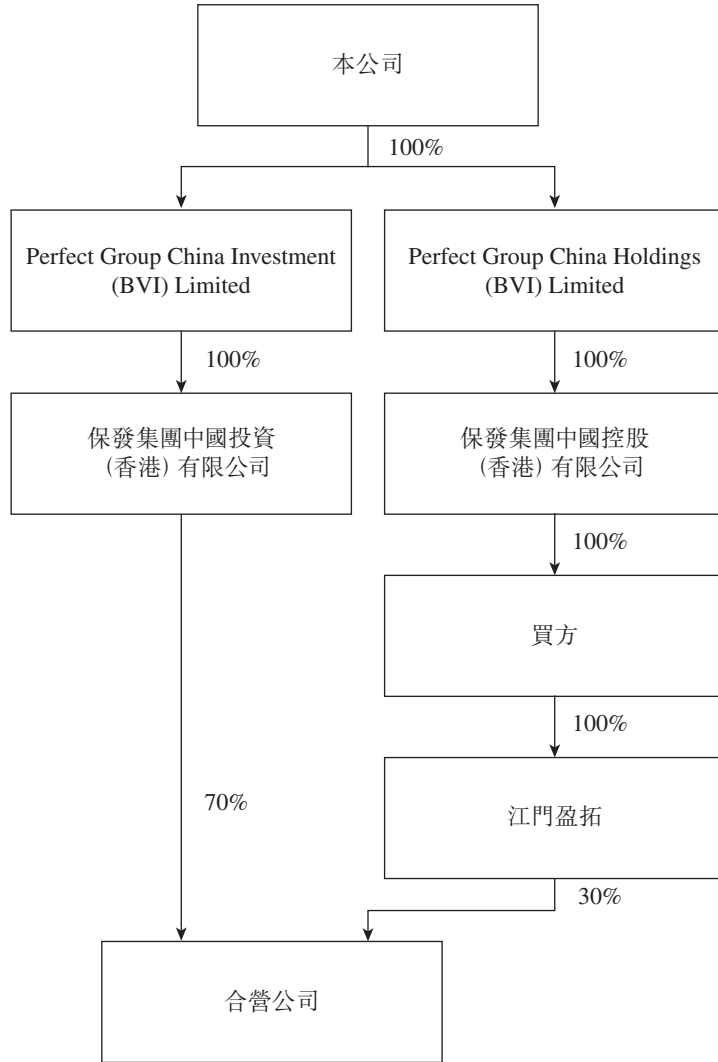 本公司
100%
Perfect Group China Investment
(BVI) Limited
Perfect Group China Holdings
(BVI) Limited
100%
100%
保發集團中國投資
(香港) 有限公司
保發集團中國控股
(香港) 有限公司
100%
買方
100%
70%
江門盈拓
30%
合營公司